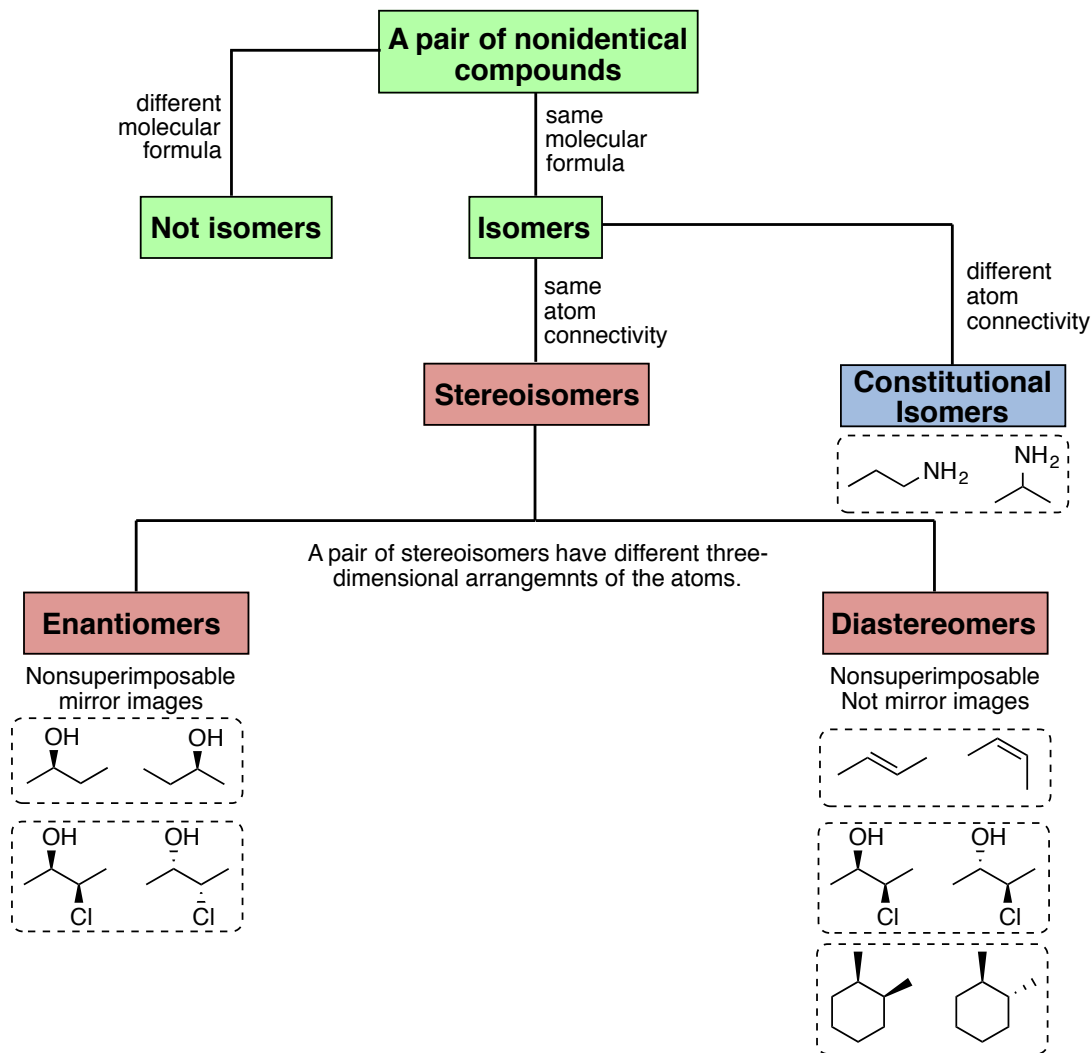 A pair of nonidentical
compounds
different
molecular
formula
same
molecular
formula
Not isomers
Isomers
same
atom
connectivity
different
atom
connectivity
Stereoisomers
Constitutional
Isomers
NH2
NH2
A pair of stereoisomers have different three-
dimensional arrangemnts of the atoms.
Enantiomers
Nonsuperimposable
mirror images
OH
OH
OH
OH
Cl
Cl
Diastereomers
Nonsuperimposable
Not mirror images
OH
OH
Cl
Cl